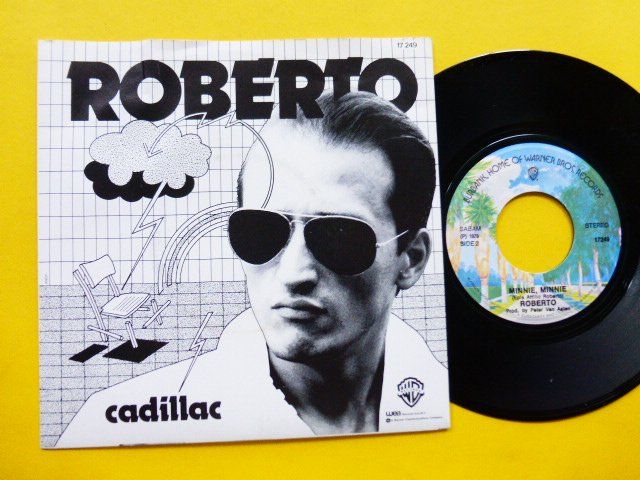 17 249
ROBERTO
cadillac
wea
BURBANK, HOME OF WARNER BROS. RECORDS
SABAM
(P) 1979
SIDE 2
STEREO
17249
MINNIE, MINNIE
ROBERTO
Prod. by Peter Van Asten